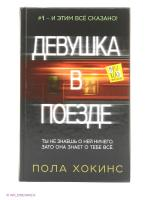 #1 – И ЭТИМ ВСЁ СКАЗАНО!
ДЕВУШКА
В
ПОЕЗДЕ
ТЫ НЕ ЗНАЕШЬ О НЕЙ НИЧЕГО.
ЗАТО ОНА ЗНАЕТ О ТЕБЕ ВСЁ.
ПОЛА ХОКИНС